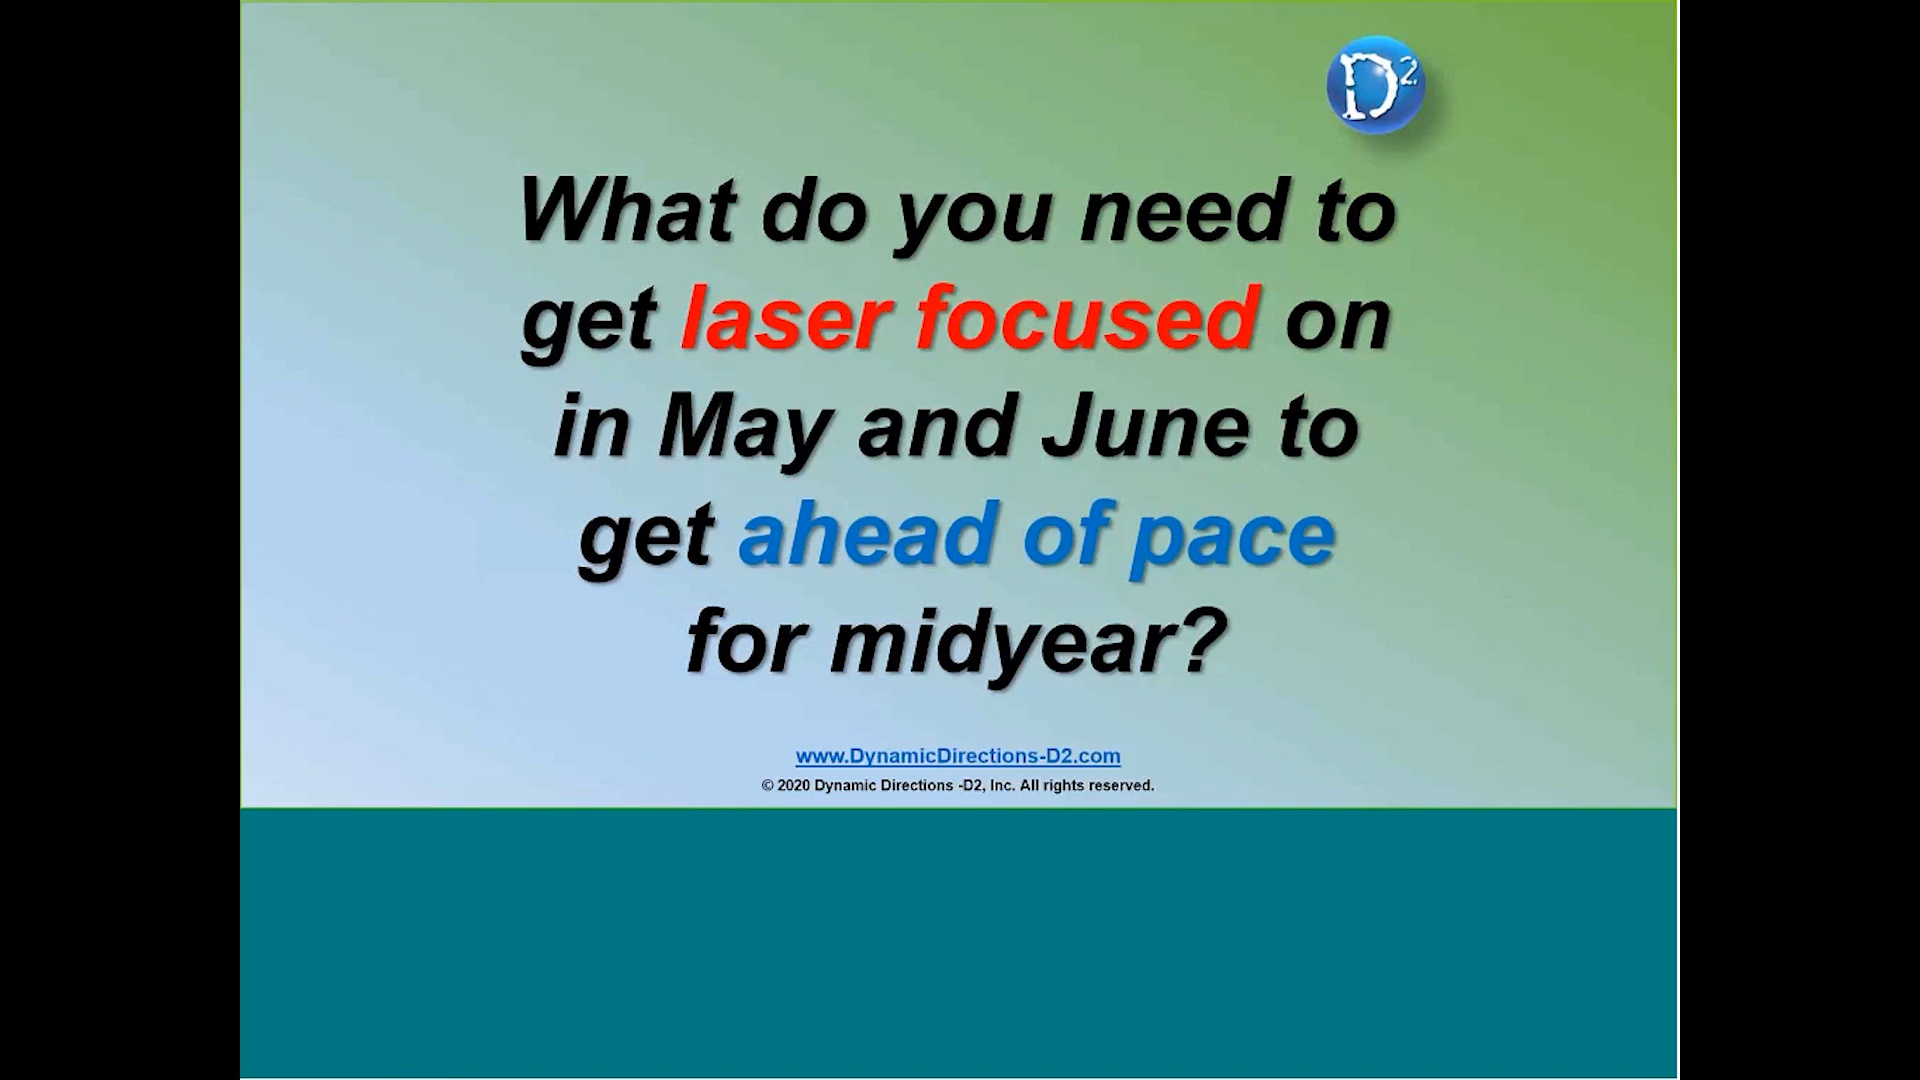 D2
What do you need to
get laser focused on
in May and June to
get ahead of pace
for midyear?
www.DynamicDirections-D2.com
© 2020 Dynamic Directions -D2, Inc. All rights reserved.